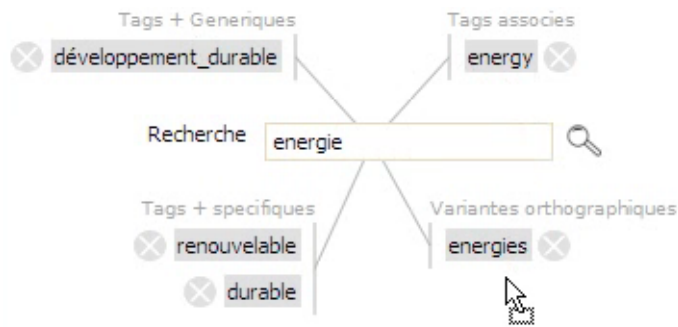 Tags + Generiques
Tags associes
développement_durable
energy
Recherche
energie
Tags + specifiques
Variantes orthographiques
renouvelable
energies
durable